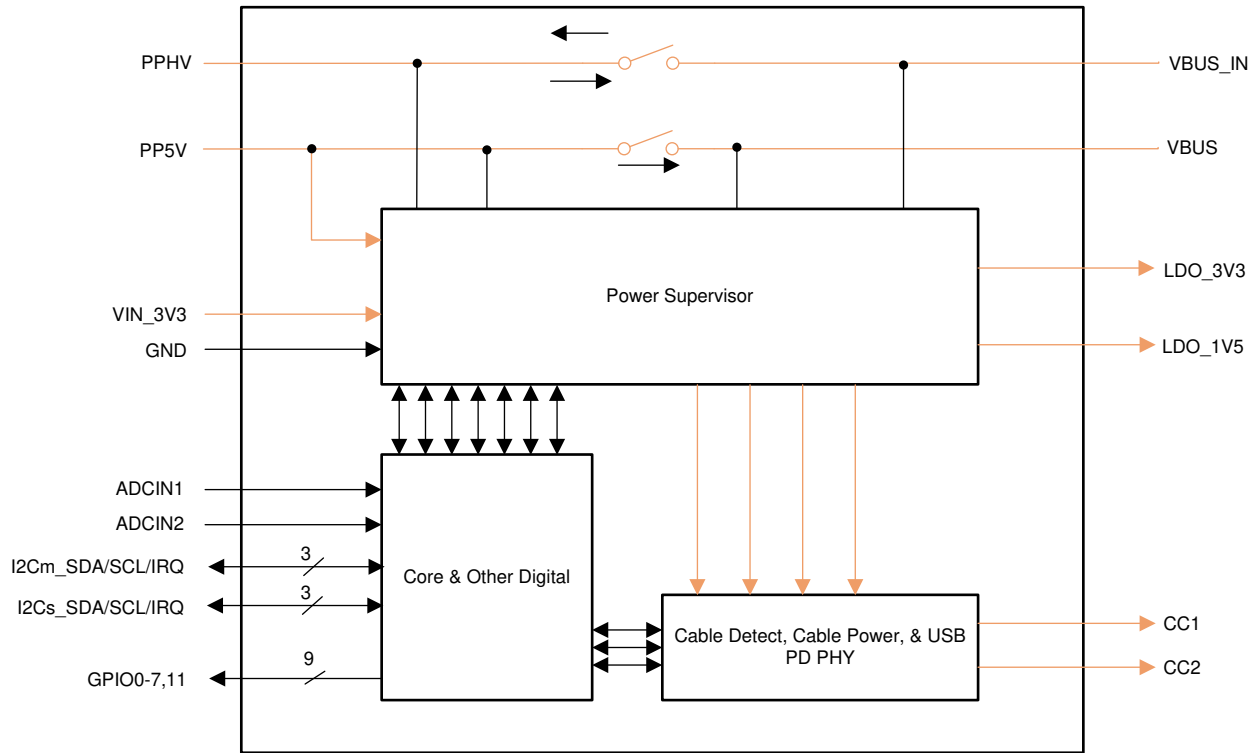 PPHV
VBUS_IN
PP5V
VBUS
Power Supervisor
LDO_3V3
VIN_3V3
GND
LDO_1V5
ADCIN1
ADCIN2
I2Cm_SDA/SCL/IRQ
3
I2Cs_SDA/SCL/IRQ
3
GPIO0-7,11
9
Core & Other Digital
Cable Detect, Cable Power, & USB
PD PHY
CC1
CC2